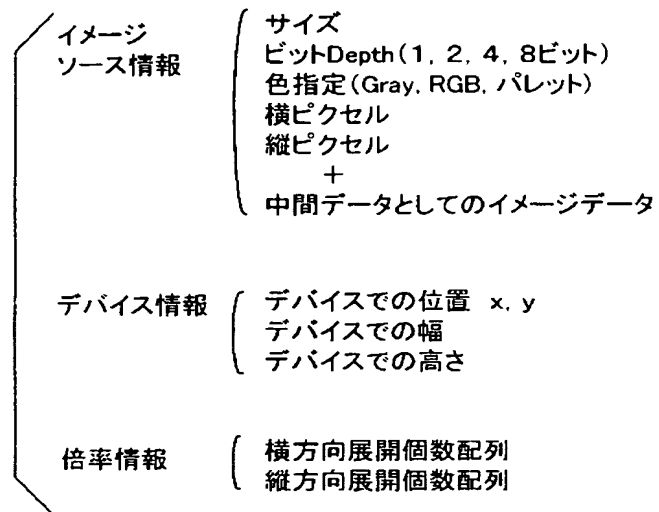 イメージ
ソース情報
サイズ
ビットDepth(1, 2, 4, 8ビット)
色指定(Gray, RGB, パレット)
横ピクセル
縦ピクセル
+
中間データとしてのイメージデータ
デバイス情報
デバイスでの位置 x, y
デバイスでの幅
デバイスでの高さ
倍率情報
横方向展開個数配列
縦方向展開個数配列